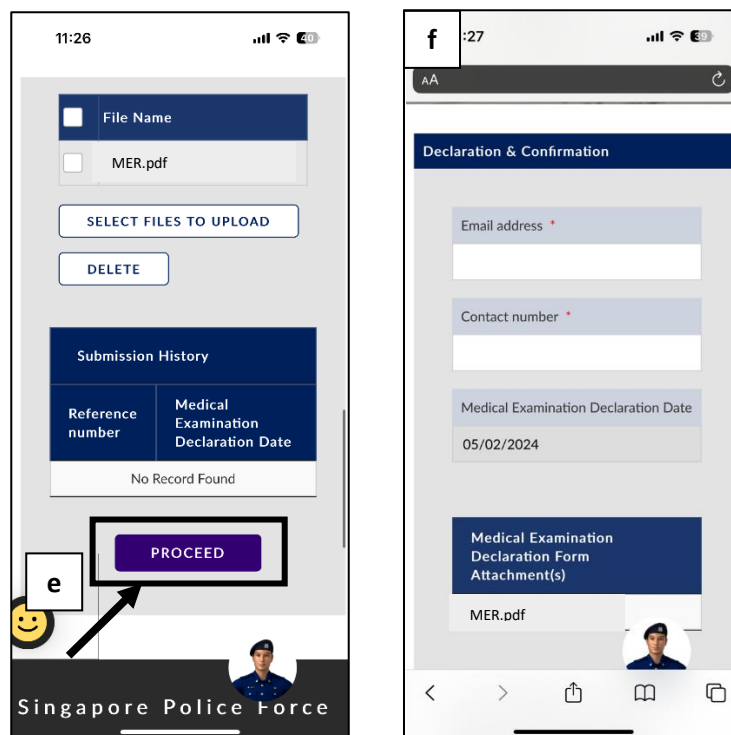 11:26
40
File Name
MER.pdf
SELECT FILES TO UPLOAD
DELETE
Submission History
Reference
number
Medical
Examination
Declaration Date
No Record Found
PROCEED
e
Singapore Police Force
f
:27
39
AA
Declaration & Confirmation
Email address *
Contact number *
Medical Examination Declaration Date
05/02/2024
Medical Examination
Declaration Form
Attachment(s)
MER.pdf